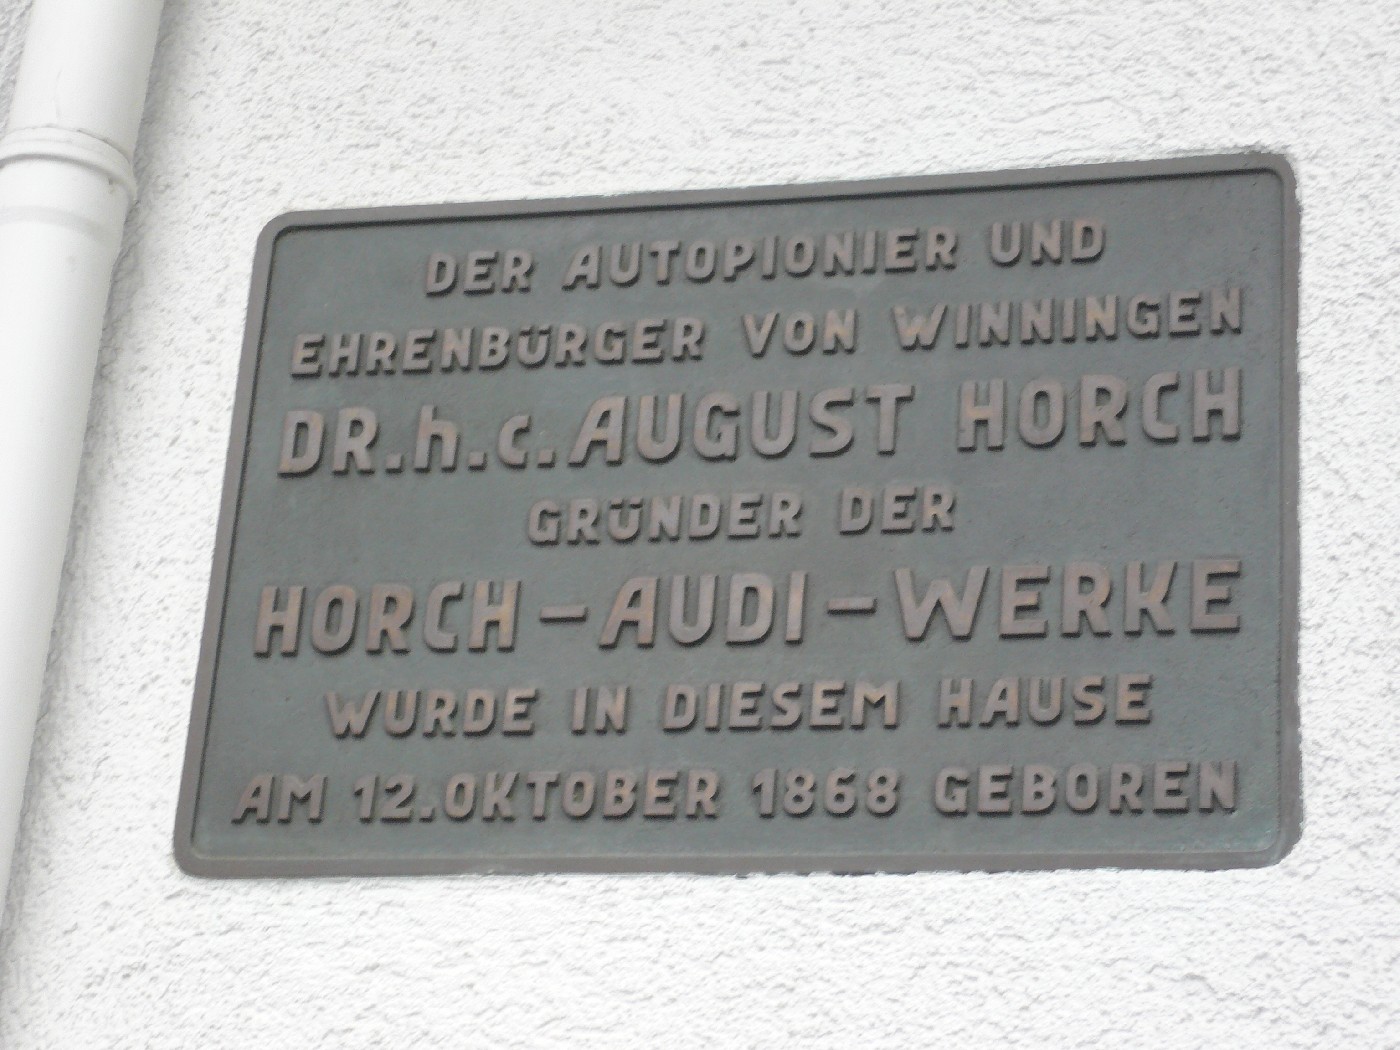 DER AUTOPIONIER UND
EHRENBÜRGER VON WINNINGEN
DR.h.c.AUGUST HORCH
GRÜNDER DER
HORCH-AUDI-WERKE
WURDE IN DIESEM HAUSE
AM 12.OKTOBER 1868 GEBOREN